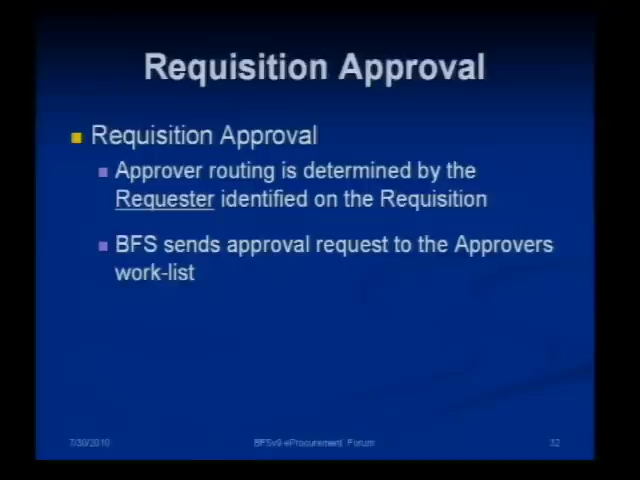 Requisition Approval
Requisition Approval
Approver routing is determined by the
Requester identified on the Requisition
BFS sends approval request to the Approvers
work-list
7/30/2010
BFSv9 eProcurement Forum
32